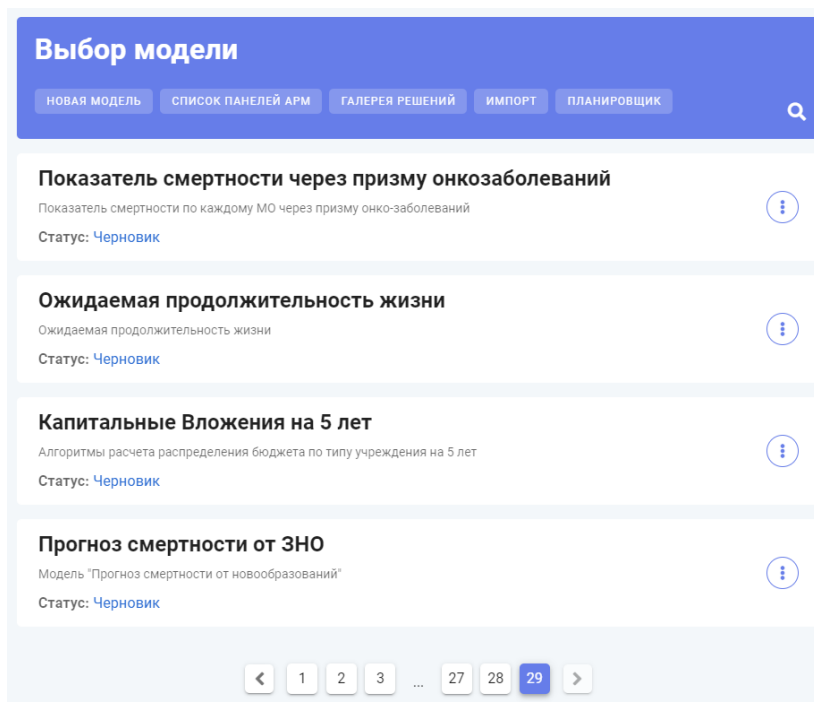 Выбор модели
НОВАЯ МОДЕЛЬ СПИСОК ПАНЕЛЕЙ АРМ ГАЛЕРЕЯ РЕШЕНИЙ ИМПОРТ ПЛАНИРОВЩИК
Показатель смертности через призму онкозаболеваний
Показатель смертности по каждому МО через призму онко-заболеваний
Статус: Черновик
Ожидаемая продолжительность жизни
Ожидаемая продолжительность жизни
Статус: Черновик
Капитальные Вложения на 5 лет
Алгоритмы расчета распределения бюджета по типу учреждения на 5 лет
Статус: Черновик
Прогноз смертности от ЗНО
Модель "Прогноз смертности от новообразований"
Статус: Черновик
1 2 3 ... 27 28 29